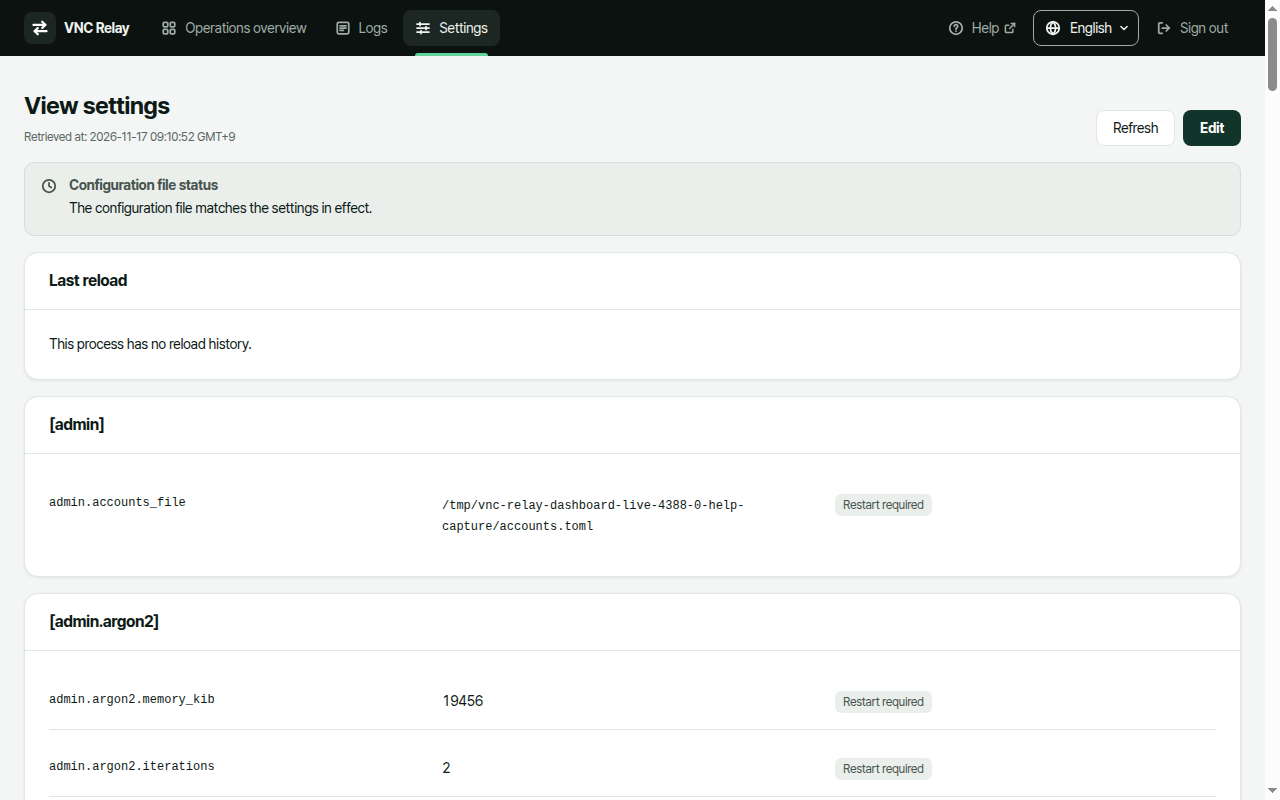 VNC Relay
Operations overview
Logs
Settings
Help
English
Sign out
View settings
Retrieved at: 2026-11-17 09:10:52 GMT+9
Refresh
Edit
Configuration file status
The configuration file matches the settings in effect.
Last reload
This process has no reload history.
[admin]
admin.accounts_file
/tmp/vnc-relay-dashboard-live-4388-0-help-
capture/accounts.toml
Restart required
[admin.argon2]
admin.argon2.memory_kib
19456
Restart required
admin.argon2.iterations
2
Restart required